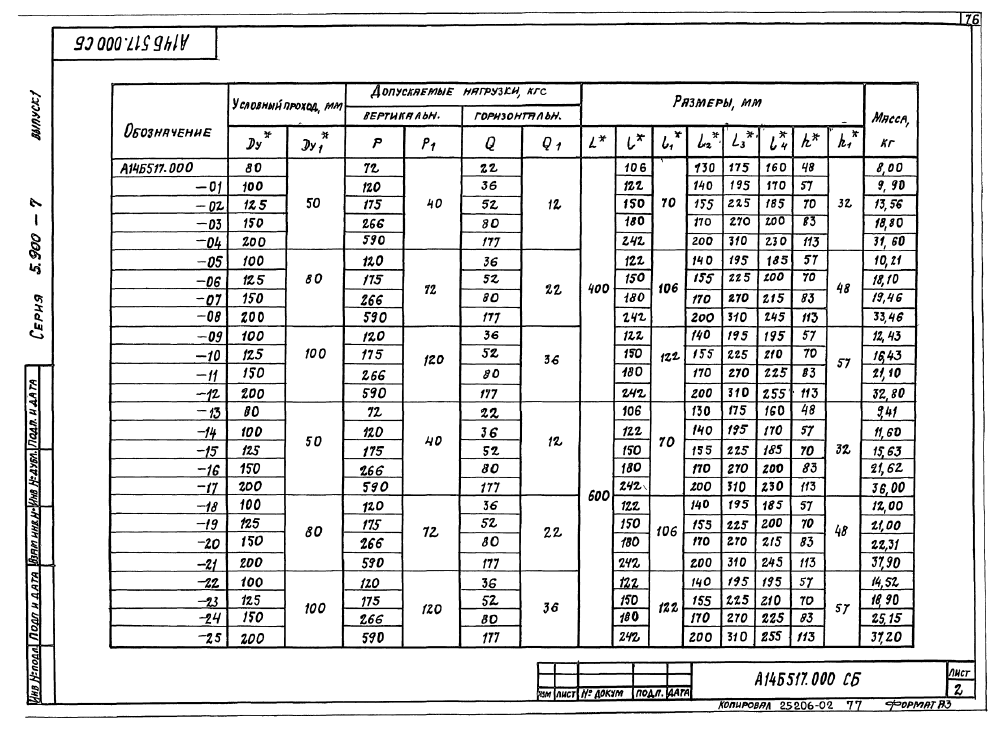 76
А14Б517.000 СБ
Серия 5.900 – 7 выпуск 1
Обозначение | Условный проход, мм | Допускаемые нагрузки, кгс | Размеры, мм | Масса, кг
вертикальн. | горизонтальн.
Ду* | Ду1* | P | P1 | Q | Q1 | L* | l* | l1* | l2* | l3* | l4* | h* | h1*
А14Б517.000 | 80 | 50 | 72 | 40 | 22 | 12 | 400 | 106 | 70 | 130 | 175 | 160 | 48 | 32 | 8,00
–01 | 100 | 120 | 36 | 122 | 140 | 195 | 170 | 57 | 9,90
–02 | 125 | 175 | 52 | 150 | 155 | 225 | 185 | 70 | 13,56
–03 | 150 | 266 | 80 | 180 | 170 | 270 | 200 | 83 | 18,80
–04 | 200 | 590 | 177 | 242 | 200 | 310 | 230 | 113 | 31,60
–05 | 100 | 80 | 120 | 72 | 36 | 22 | 122 | 106 | 140 | 195 | 185 | 57 | 48 | 10,21
–06 | 125 | 175 | 52 | 150 | 155 | 225 | 200 | 70 | 18,10
–07 | 150 | 266 | 80 | 180 | 170 | 270 | 215 | 83 | 19,46
–08 | 200 | 590 | 177 | 242 | 200 | 310 | 245 | 113 | 33,46
–09 | 100 | 100 | 120 | 120 | 36 | 36 | 122 | 122 | 140 | 195 | 195 | 57 | 57 | 12,43
–10 | 125 | 175 | 52 | 150 | 155 | 225 | 210 | 70 | 16,43
–11 | 150 | 266 | 80 | 180 | 170 | 270 | 225 | 83 | 21,10
–12 | 200 | 590 | 177 | 242 | 200 | 310 | 255 | 113 | 32,80
–13 | 80 | 50 | 72 | 40 | 22 | 12 | 600 | 106 | 70 | 130 | 175 | 160 | 48 | 32 | 9,41
–14 | 100 | 120 | 36 | 122 | 140 | 195 | 170 | 57 | 11,60
–15 | 125 | 175 | 52 | 150 | 155 | 225 | 185 | 70 | 15,63
–16 | 150 | 266 | 80 | 180 | 170 | 270 | 200 | 83 | 21,62
–17 | 200 | 590 | 177 | 242 | 200 | 310 | 230 | 113 | 36,00
–18 | 100 | 80 | 120 | 72 | 36 | 22 | 122 | 106 | 140 | 195 | 185 | 57 | 48 | 12,00
–19 | 125 | 175 | 52 | 150 | 155 | 225 | 200 | 70 | 21,00
–20 | 150 | 266 | 80 | 180 | 170 | 270 | 215 | 83 | 22,31
–21 | 200 | 590 | 177 | 242 | 200 | 310 | 245 | 113 | 37,90
–22 | 100 | 100 | 120 | 120 | 36 | 36 | 122 | 122 | 140 | 195 | 195 | 57 | 57 | 14,52
–23 | 125 | 175 | 52 | 150 | 155 | 225 | 210 | 70 | 18,90
–24 | 150 | 266 | 80 | 180 | 170 | 270 | 225 | 83 | 25,15
–25 | 200 | 590 | 177 | 242 | 200 | 310 | 255 | 113 | 37,20
Инв № подл. | Подп и дата | Взам инв. № | Инв № дубл. | Подп. и дата
изм | лист | № докум | подп. | дата
А14Б517.000 СБ
лист
2
копировал 25206-02 77 Формат А3